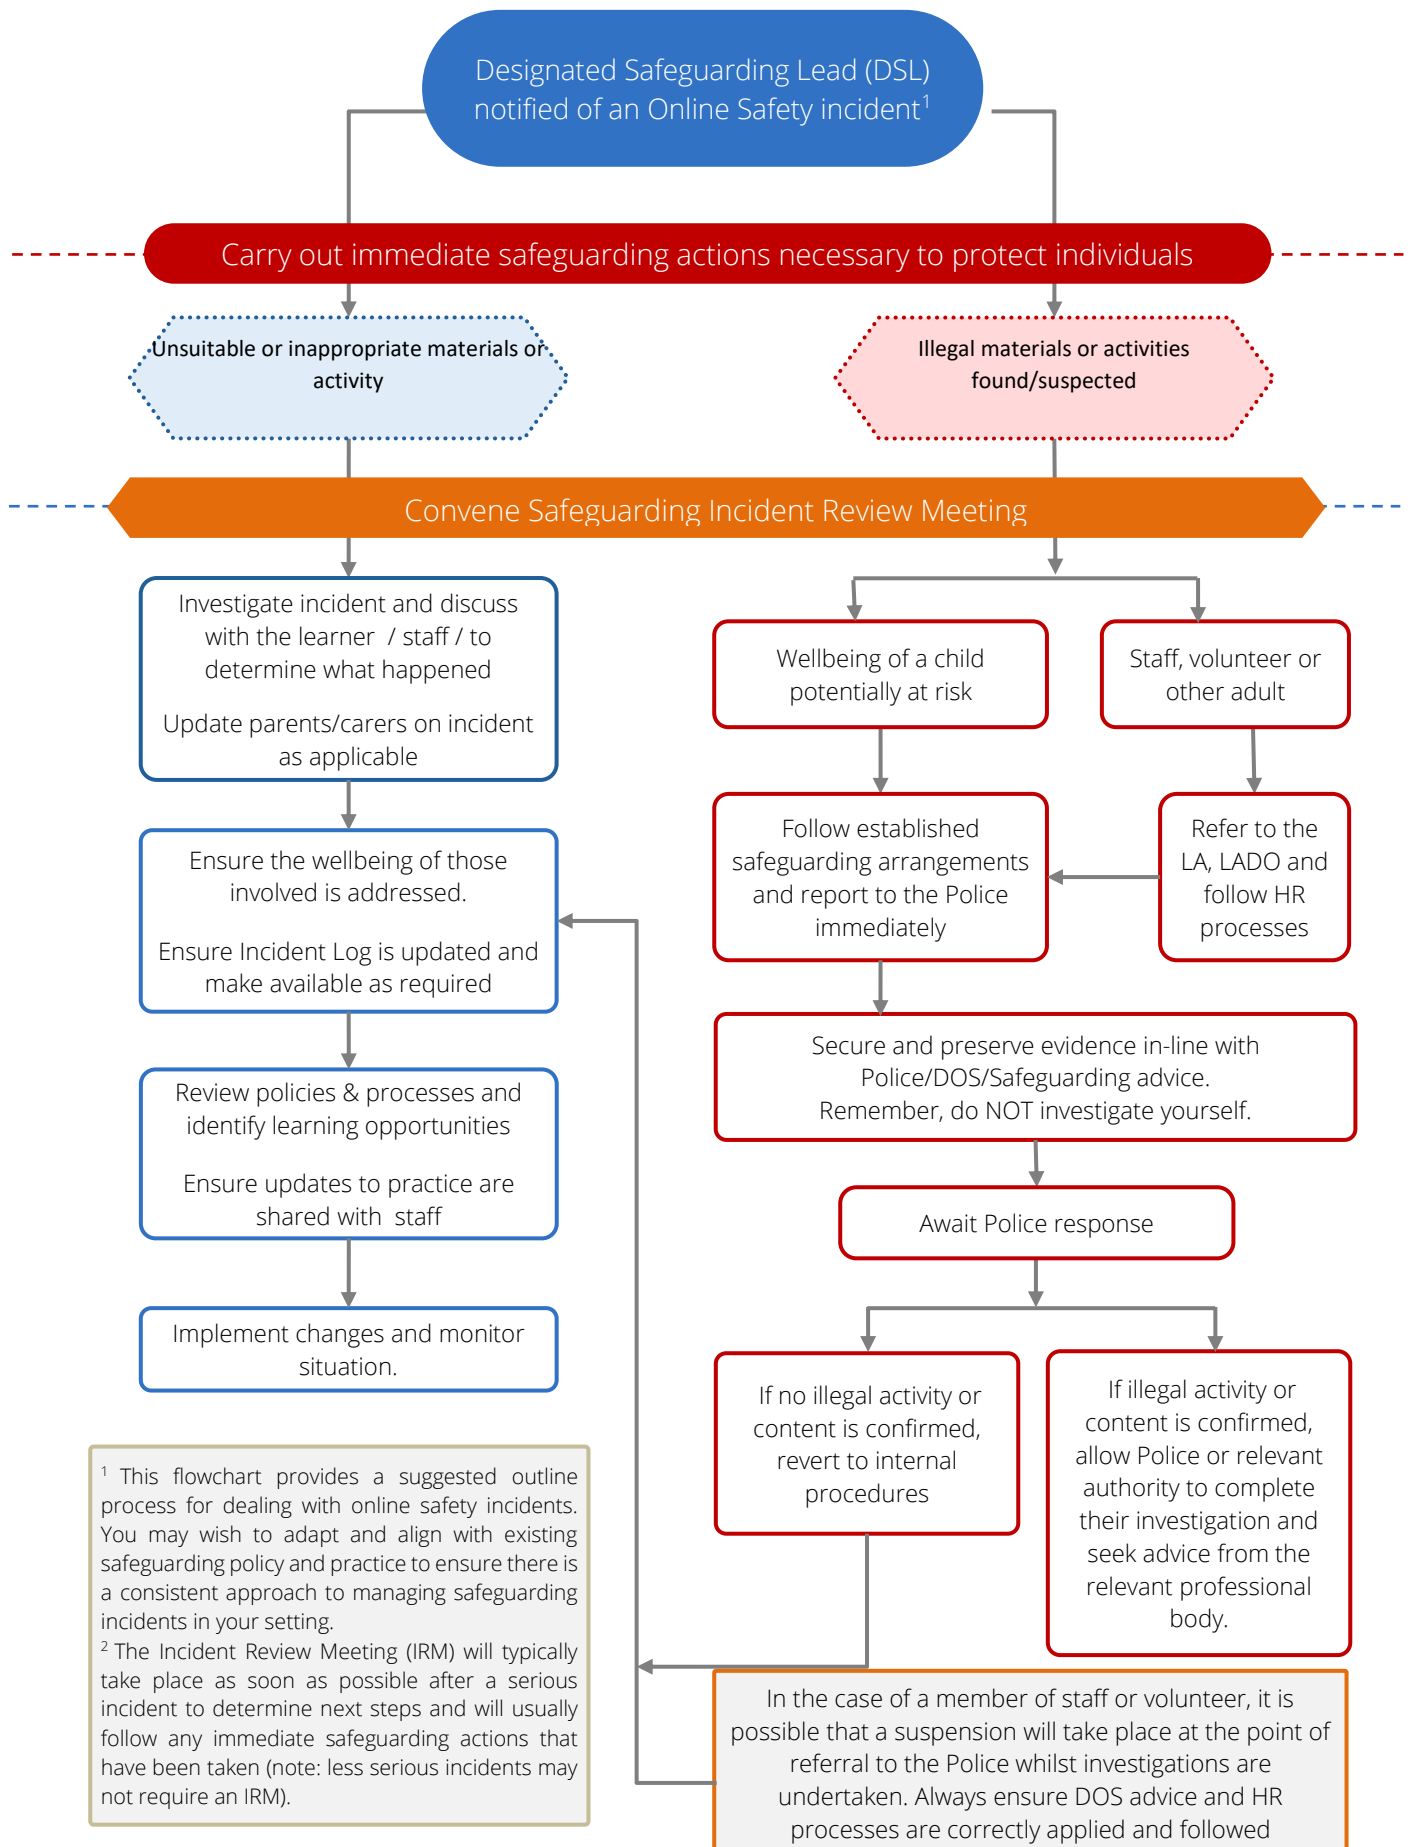 Designated Safeguarding Lead (DSL)
notified of an Online Safety incident¹
Carry out immediate safeguarding actions necessary to protect individuals
Unsuitable or inappropriate materials or
activity
Illegal materials or activities
found/suspected
Convene Safeguarding Incident Review Meeting
Investigate incident and discuss
with the learner / staff / to
determine what happened
Update parents/carers on incident
as applicable
Wellbeing of a child
potentially at risk
Staff, volunteer or
other adult
Follow established
safeguarding arrangements
and report to the Police
immediately
Refer to the
LA, LADO and
follow HR
processes
Ensure the wellbeing of those
involved is addressed.
Ensure Incident Log is updated and
make available as required
Secure and preserve evidence in-line with
Police/DOS/Safeguarding advice.
Remember, do NOT investigate yourself.
Review policies & processes and
identify learning opportunities
Ensure updates to practice are
shared with staff
Await Police response
Implement changes and monitor
situation.
If no illegal activity or
content is confirmed,
revert to internal
procedures
If illegal activity or
content is confirmed,
allow Police or relevant
authority to complete
their investigation and
seek advice from the
relevant professional
body.
¹ This flowchart provides a suggested outline
process for dealing with online safety incidents.
You may wish to adapt and align with existing
safeguarding policy and practice to ensure there is
a consistent approach to managing safeguarding
incidents in your setting.
² The Incident Review Meeting (IRM) will typically
take place as soon as possible after a serious
incident to determine next steps and will usually
follow any immediate safeguarding actions that
have been taken (note: less serious incidents may
not require an IRM).
In the case of a member of staff or volunteer, it is
possible that a suspension will take place at the point of
referral to the Police whilst investigations are
undertaken. Always ensure DOS advice and HR
processes are correctly applied and followed